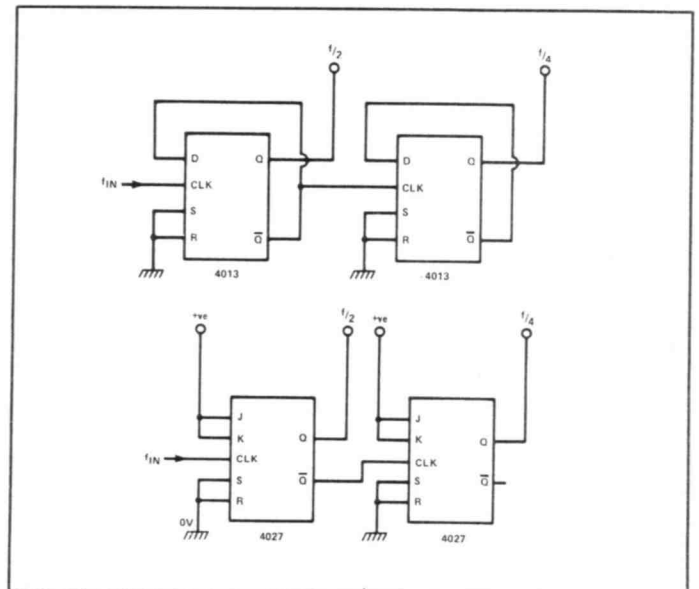 f/2
f/4
D Q
fIN CLK
S
R Q̅
4013
D Q
CLK
S
R Q̅
4013
+ve
f/2
+ve
f/4
J
K Q
fIN CLK
S Q̅
R
0V
4027
J
K Q
CLK
S Q̅
R
4027